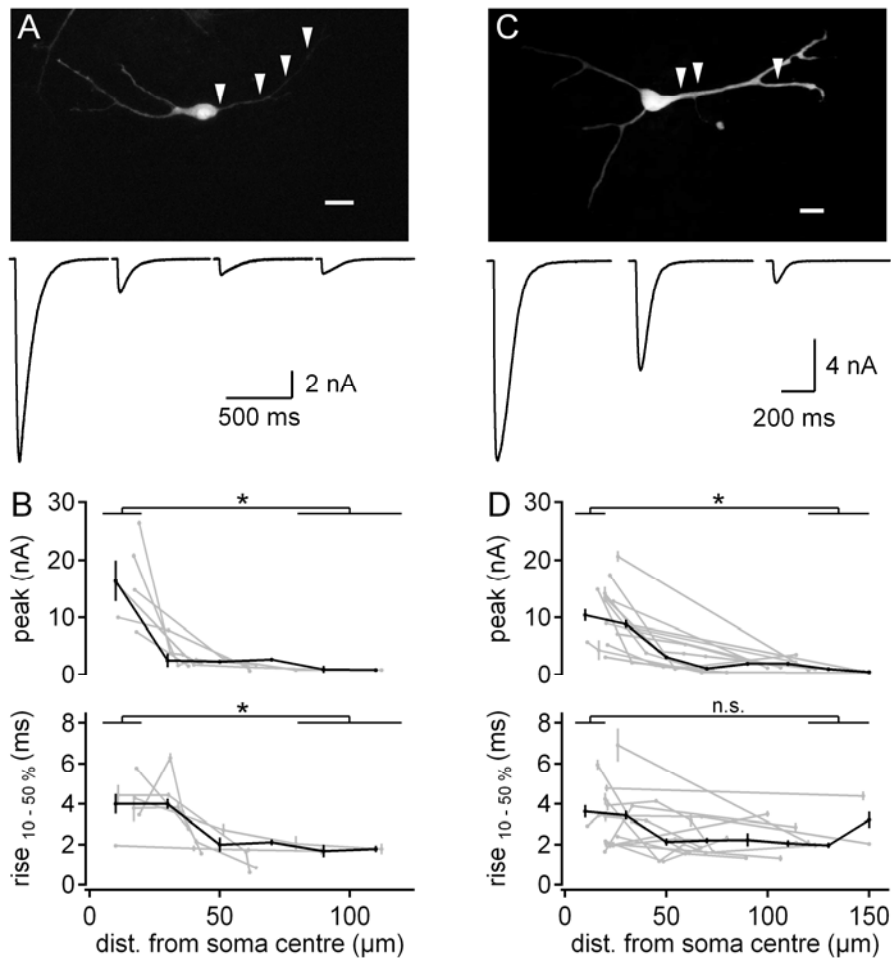 A
C
2 nA
500 ms
4 nA
200 ms
B
*
30
20
10
0
peak (nA)
D
*
30
20
10
0
peak (nA)
*
8
6
4
2
0
rise 10 - 50 % (ms)
0 50 100
dist. from soma centre (µm)
n.s.
8
6
4
2
0
rise 10 - 50 % (ms)
0 50 100 150
dist. from soma centre (µm)